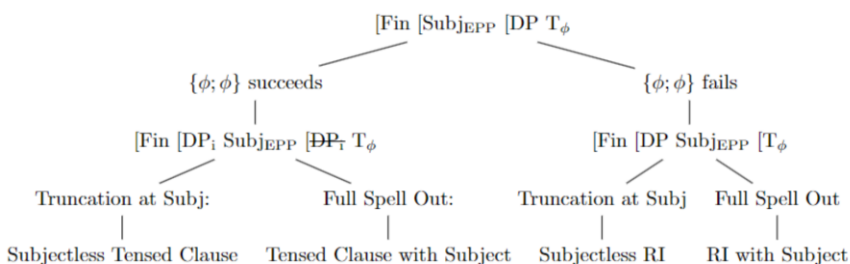 [Fin [Subj_EPP [DP T_ϕ
{ϕ; ϕ} succeeds {ϕ; ϕ} fails
[Fin [DP_i Subj_EPP [D̶P̶_i̶ T_ϕ [Fin [DP Subj_EPP [T_ϕ
Truncation at Subj: Full Spell Out: Truncation at Subj Full Spell Out
Subjectless Tensed Clause Tensed Clause with Subject Subjectless RI RI with Subject